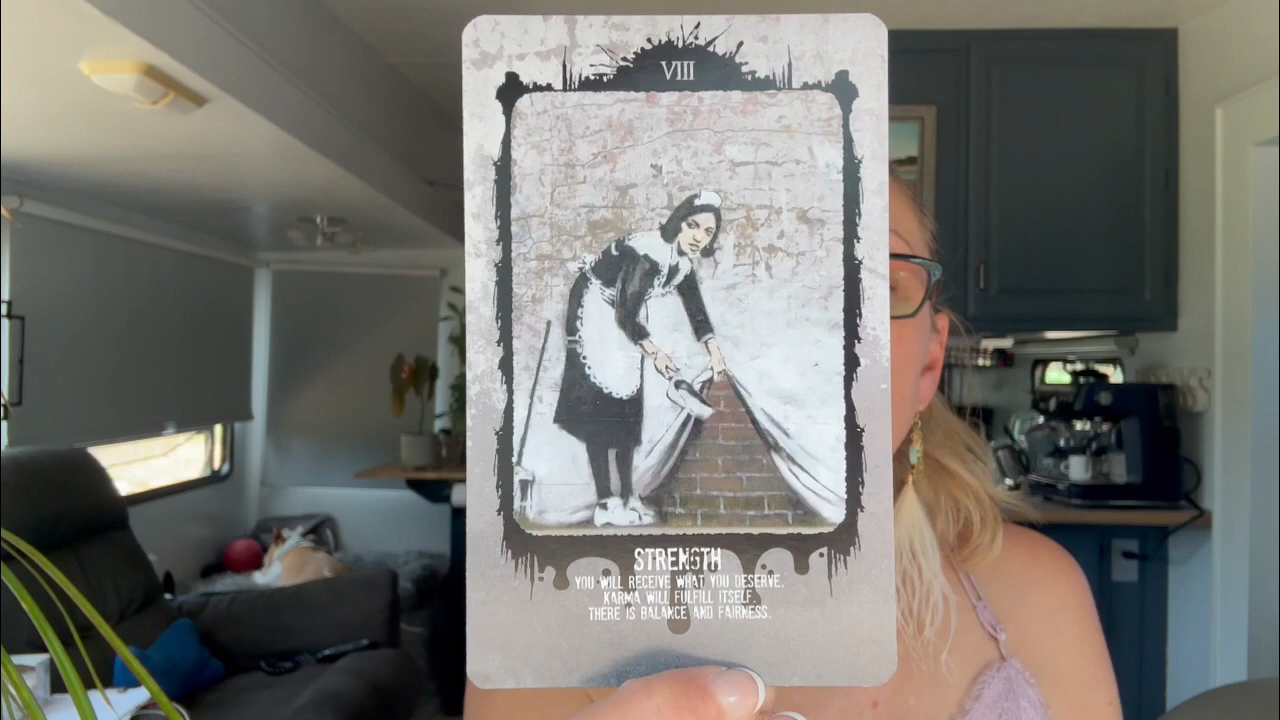 VIII
STRENGTH
YOU WILL RECEIVE WHAT YOU DESERVE.
KARMA WILL FULFILL ITSELF.
THERE IS BALANCE AND FAIRNESS.